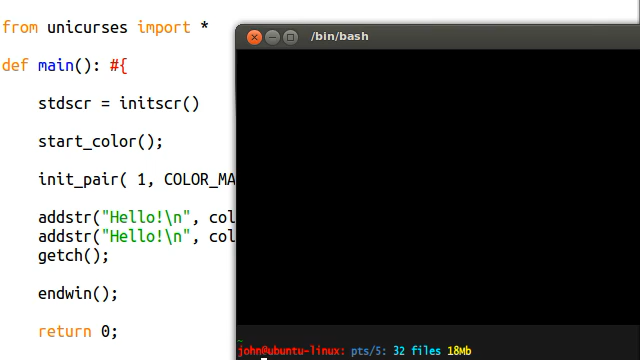 from unicurses import *
/bin/bash
def main(): #{
stdscr = initscr()
start_color();
init_pair( 1, COLOR_MA
addstr("Hello!\n", col
addstr("Hello!\n", col
getch();
endwin();
return 0;
~
john@ubuntu-linux: pts/5: 32 files 18Mb